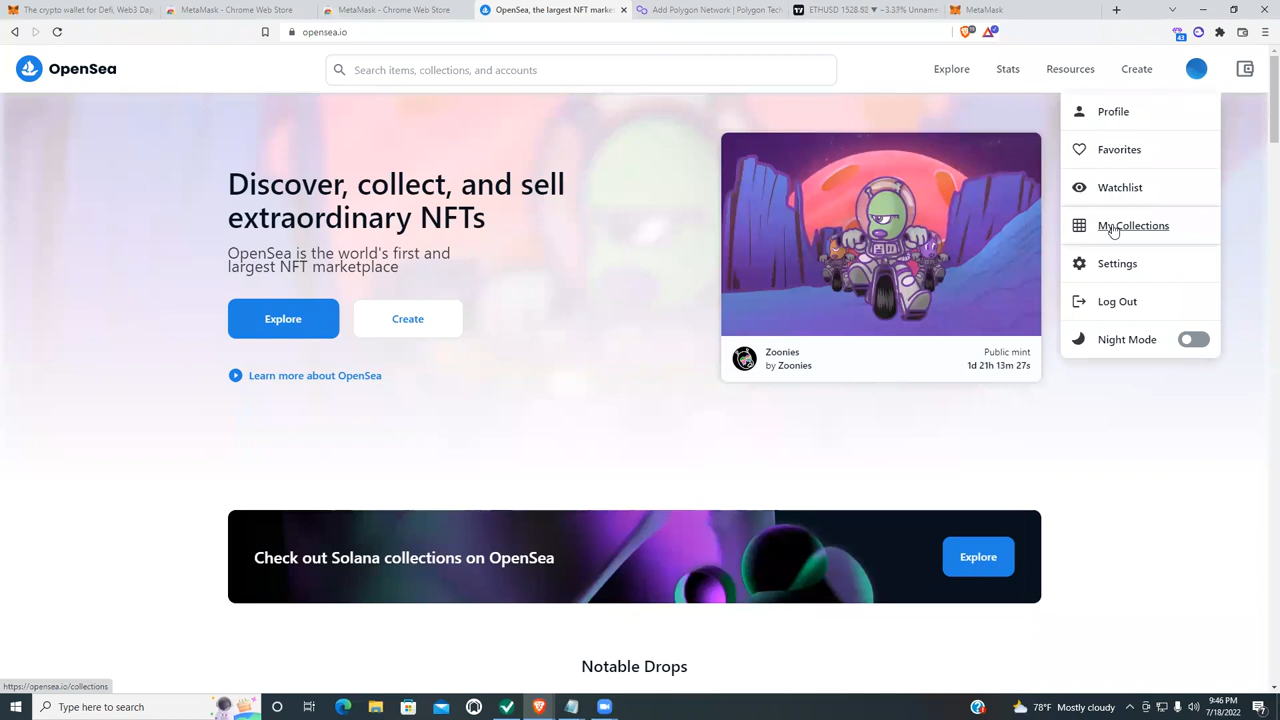 The crypto wallet for Defi, Web3 Dap
MetaMask - Chrome Web Store
MetaMask - Chrome Web Store
OpenSea, the largest NFT marke
Add Polygon Network | Polygon Tech
ETHUSD 1528.92 ▼ −3.33% Unname
MetaMask
opensea.io
OpenSea
Search items, collections, and accounts
Explore
Stats
Resources
Create
Profile
Favorites
Watchlist
My Collections
Settings
Log Out
Night Mode
Discover, collect, and sell
extraordinary NFTs
OpenSea is the world's first and
largest NFT marketplace
Explore
Create
Learn more about OpenSea
Zoonies
by Zoonies
Public mint
1d 21h 13m 27s
Check out Solana collections on OpenSea
Explore
Notable Drops
https://opensea.io/collections
Type here to search
78°F Mostly cloudy
9:46 PM
7/18/2022